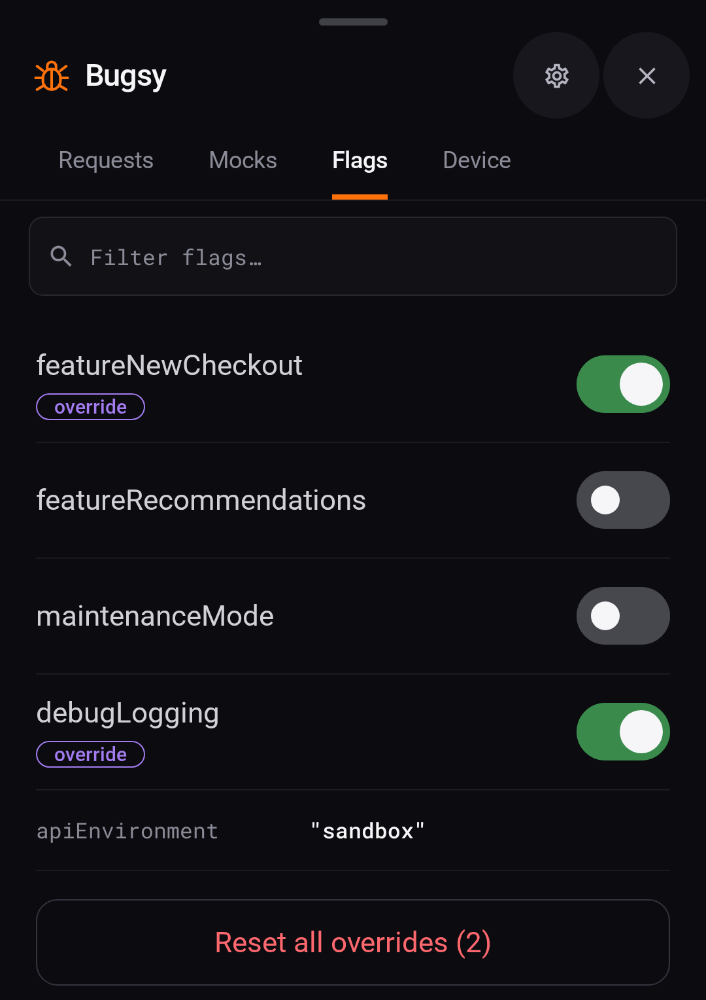 Bugsy
Requests Mocks Flags Device
Filter flags…
featureNewCheckout
override
featureRecommendations
maintenanceMode
debugLogging
override
apiEnvironment "sandbox"
Reset all overrides (2)